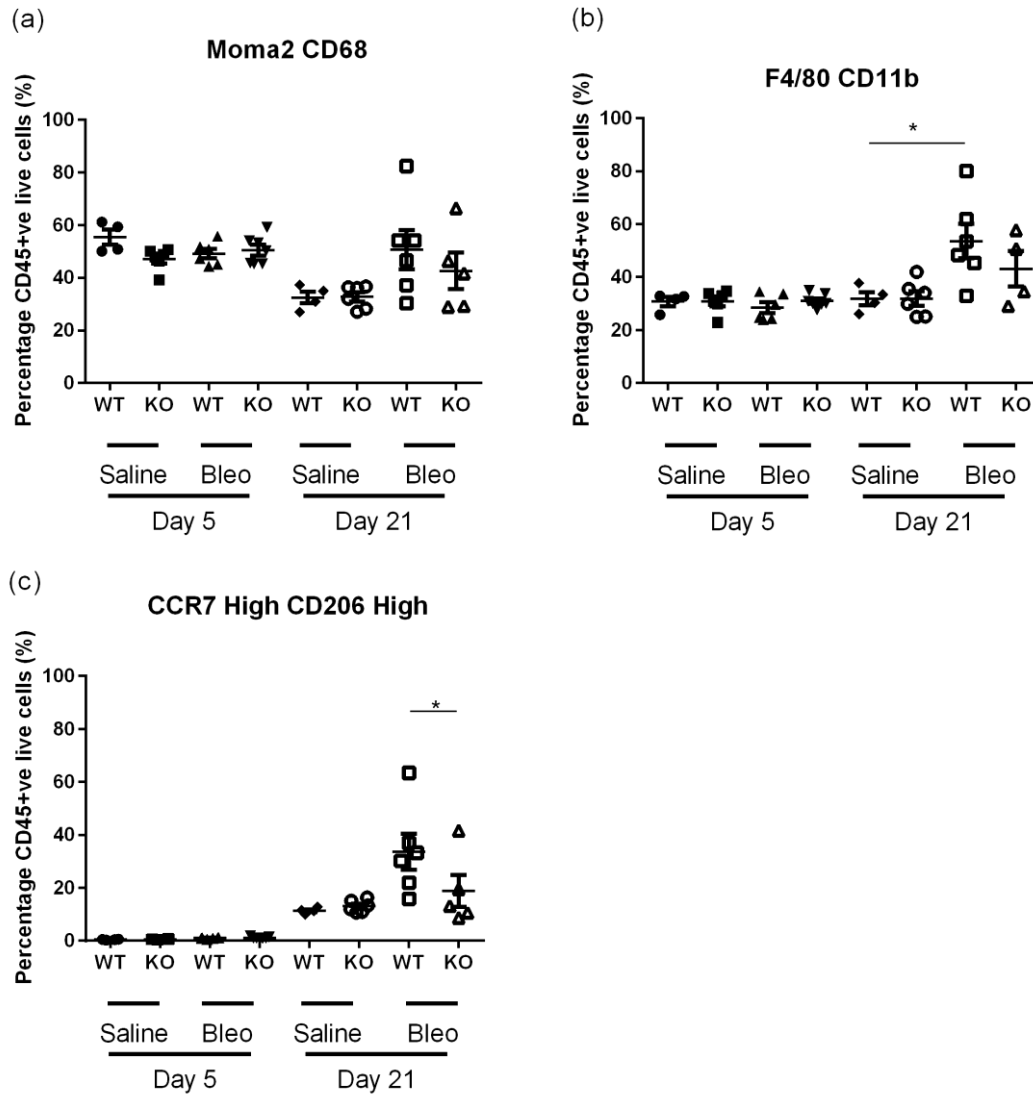 (a)
Moma2 CD68
Percentage CD45+ve live cells (%)
100
80
60
40
20
0
WT KO WT KO WT KO WT KO
Saline Bleo Saline Bleo
Day 5 Day 21
(b)
F4/80 CD11b
Percentage CD45+ve live cells (%)
100
80
60
40
20
0
*
WT KO WT KO WT KO WT KO
Saline Bleo Saline Bleo
Day 5 Day 21
(c)
CCR7 High CD206 High
Percentage CD45+ve live cells (%)
100
80
60
40
20
0
*
WT KO WT KO WT KO WT KO
Saline Bleo Saline Bleo
Day 5 Day 21